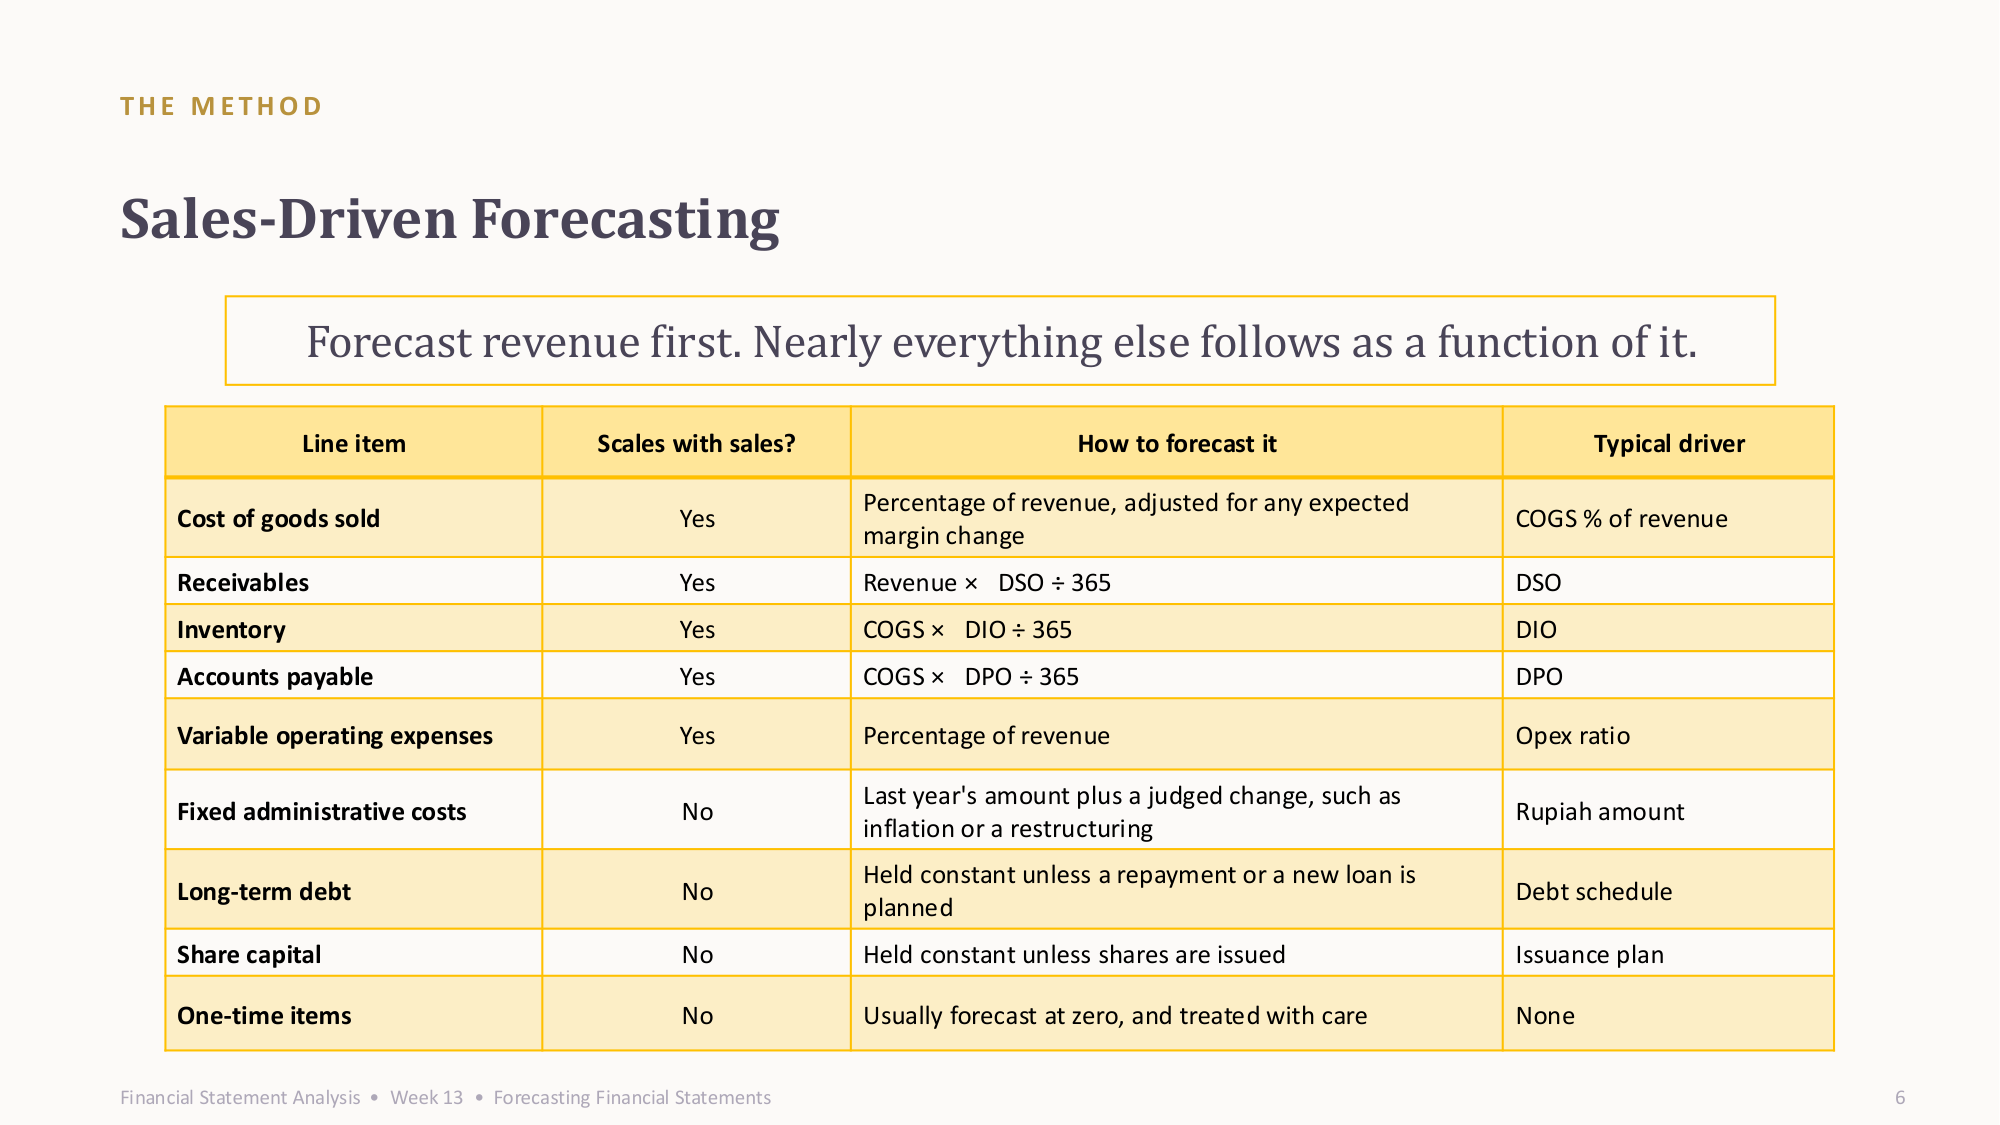 THE METHOD
Sales-Driven Forecasting
Forecast revenue first. Nearly everything else follows as a function of it.
Line item Scales with sales? How to forecast it Typical driver
Cost of goods sold Yes Percentage of revenue, adjusted for any expected
margin change COGS % of revenue
Receivables Yes Revenue × DSO ÷ 365 DSO
Inventory Yes COGS × DIO ÷ 365 DIO
Accounts payable Yes COGS × DPO ÷ 365 DPO
Variable operating expenses Yes Percentage of revenue Opex ratio
Fixed administrative costs No Last year's amount plus a judged change, such as
inflation or a restructuring Rupiah amount
Long-term debt No Held constant unless a repayment or a new loan is
planned Debt schedule
Share capital No Held constant unless shares are issued Issuance plan
One-time items No Usually forecast at zero, and treated with care None
Financial Statement Analysis • Week 13 • Forecasting Financial Statements 6